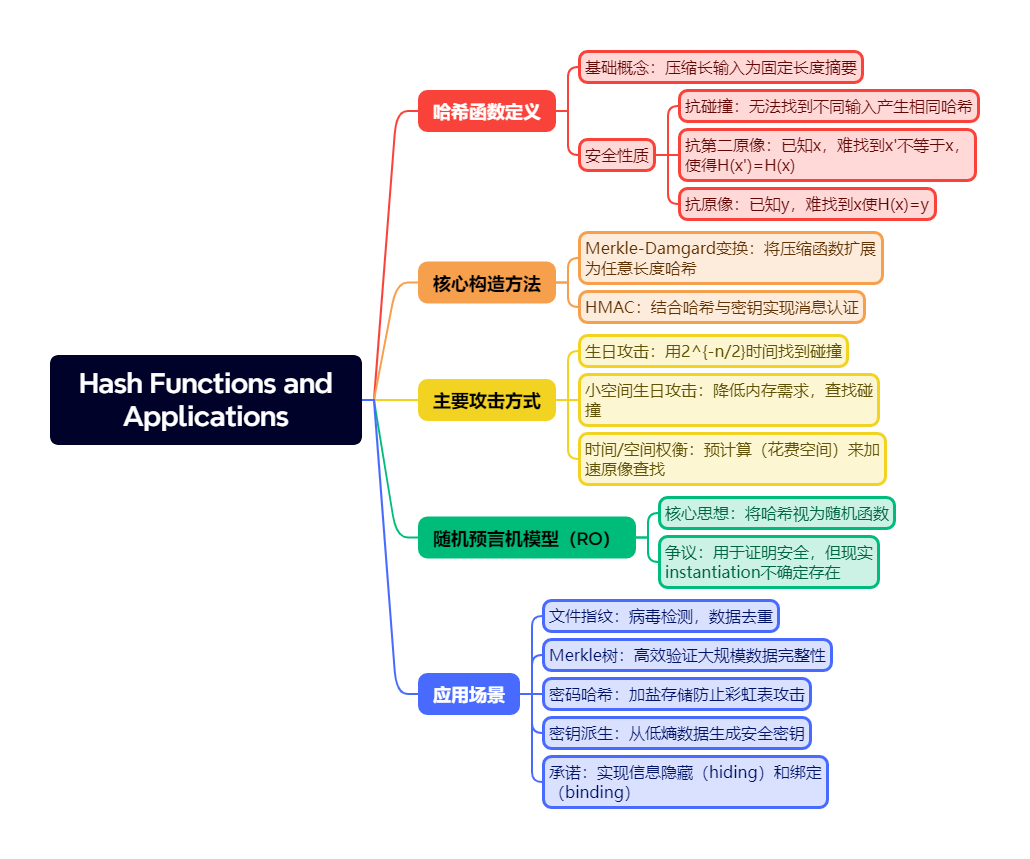 Hash Functions and
Applications
哈希函数定义
基础概念：压缩长输入为固定长度摘要
安全性质
抗碰撞：无法找到不同输入产生相同哈希
抗第二原像：已知x，难找到x'不等于x，
使得H(x')=H(x)
抗原像：已知y，难找到x使H(x)=y
核心构造方法
Merkle-Damgard变换：将压缩函数扩展
为任意长度哈希
HMAC：结合哈希与密钥实现消息认证
主要攻击方式
生日攻击：用2^{-n/2}时间找到碰撞
小空间生日攻击：降低内存需求，查找碰
撞
时间/空间权衡：预计算（花费空间）来加
速原像查找
随机预言机模型（RO）
核心思想：将哈希视为随机函数
争议：用于证明安全，但现实
instantiation不确定存在
应用场景
文件指纹：病毒检测，数据去重
Merkle树：高效验证大规模数据完整性
密码哈希：加盐存储防止彩虹表攻击
密钥派生：从低熵数据生成安全密钥
承诺：实现信息隐藏（hiding）和绑定
（binding）